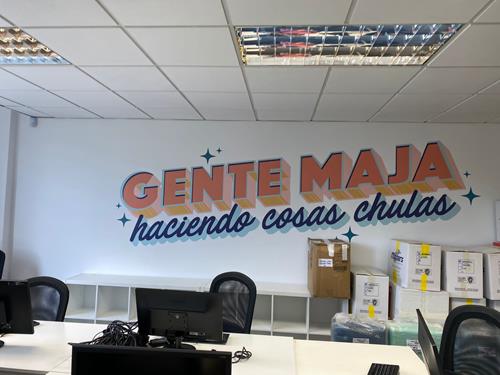 GENTE MAJA
haciendo cosas chulas